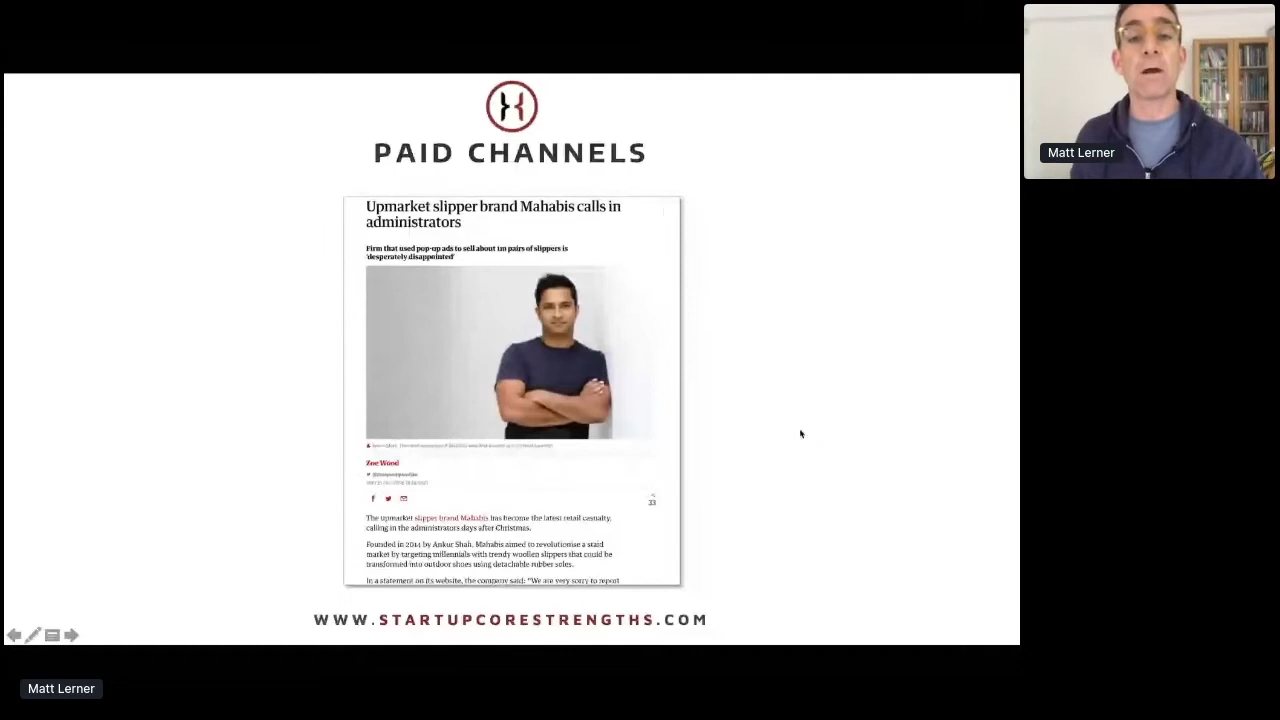 PAID CHANNELS
Upmarket slipper brand Mahabis calls in
administrators
Firm that used pop-up ads to sell about 1m pairs of slippers is
'desperately disappointed'
Zoe Wood
33
The upmarket slipper brand Mahabis has become the latest retail casualty,
calling in the administrators days after Christmas.
Founded in 2014 by Ankur Shah, Mahabis aimed to revolutionise a staid
market by targeting millennials with trendy woollen slippers that could be
transformed into outdoor shoes using detachable rubber soles.
In a statement on its website, the company said: "We are very sorry to report
WWW.STARTUPCORESTRENGTHS.COM
Matt Lerner
Matt Lerner